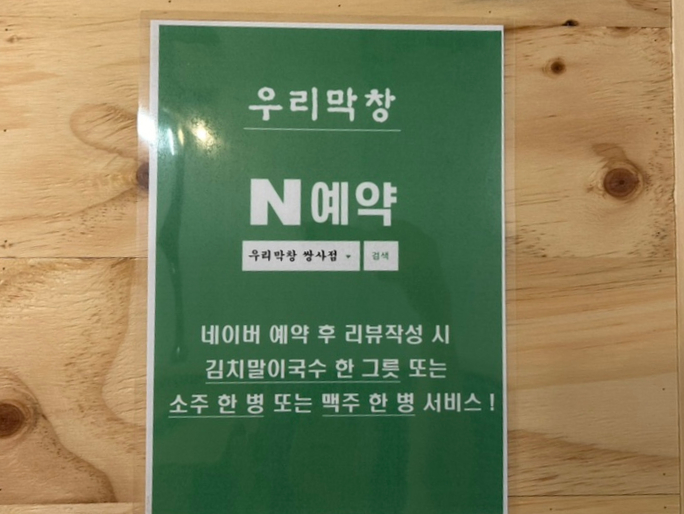 우리막창
N예약
우리막창 쌍사점 검색
네이버 예약 후 리뷰작성 시
김치말이국수 한 그릇 또는
소주 한 병 또는 맥주 한 병 서비스!